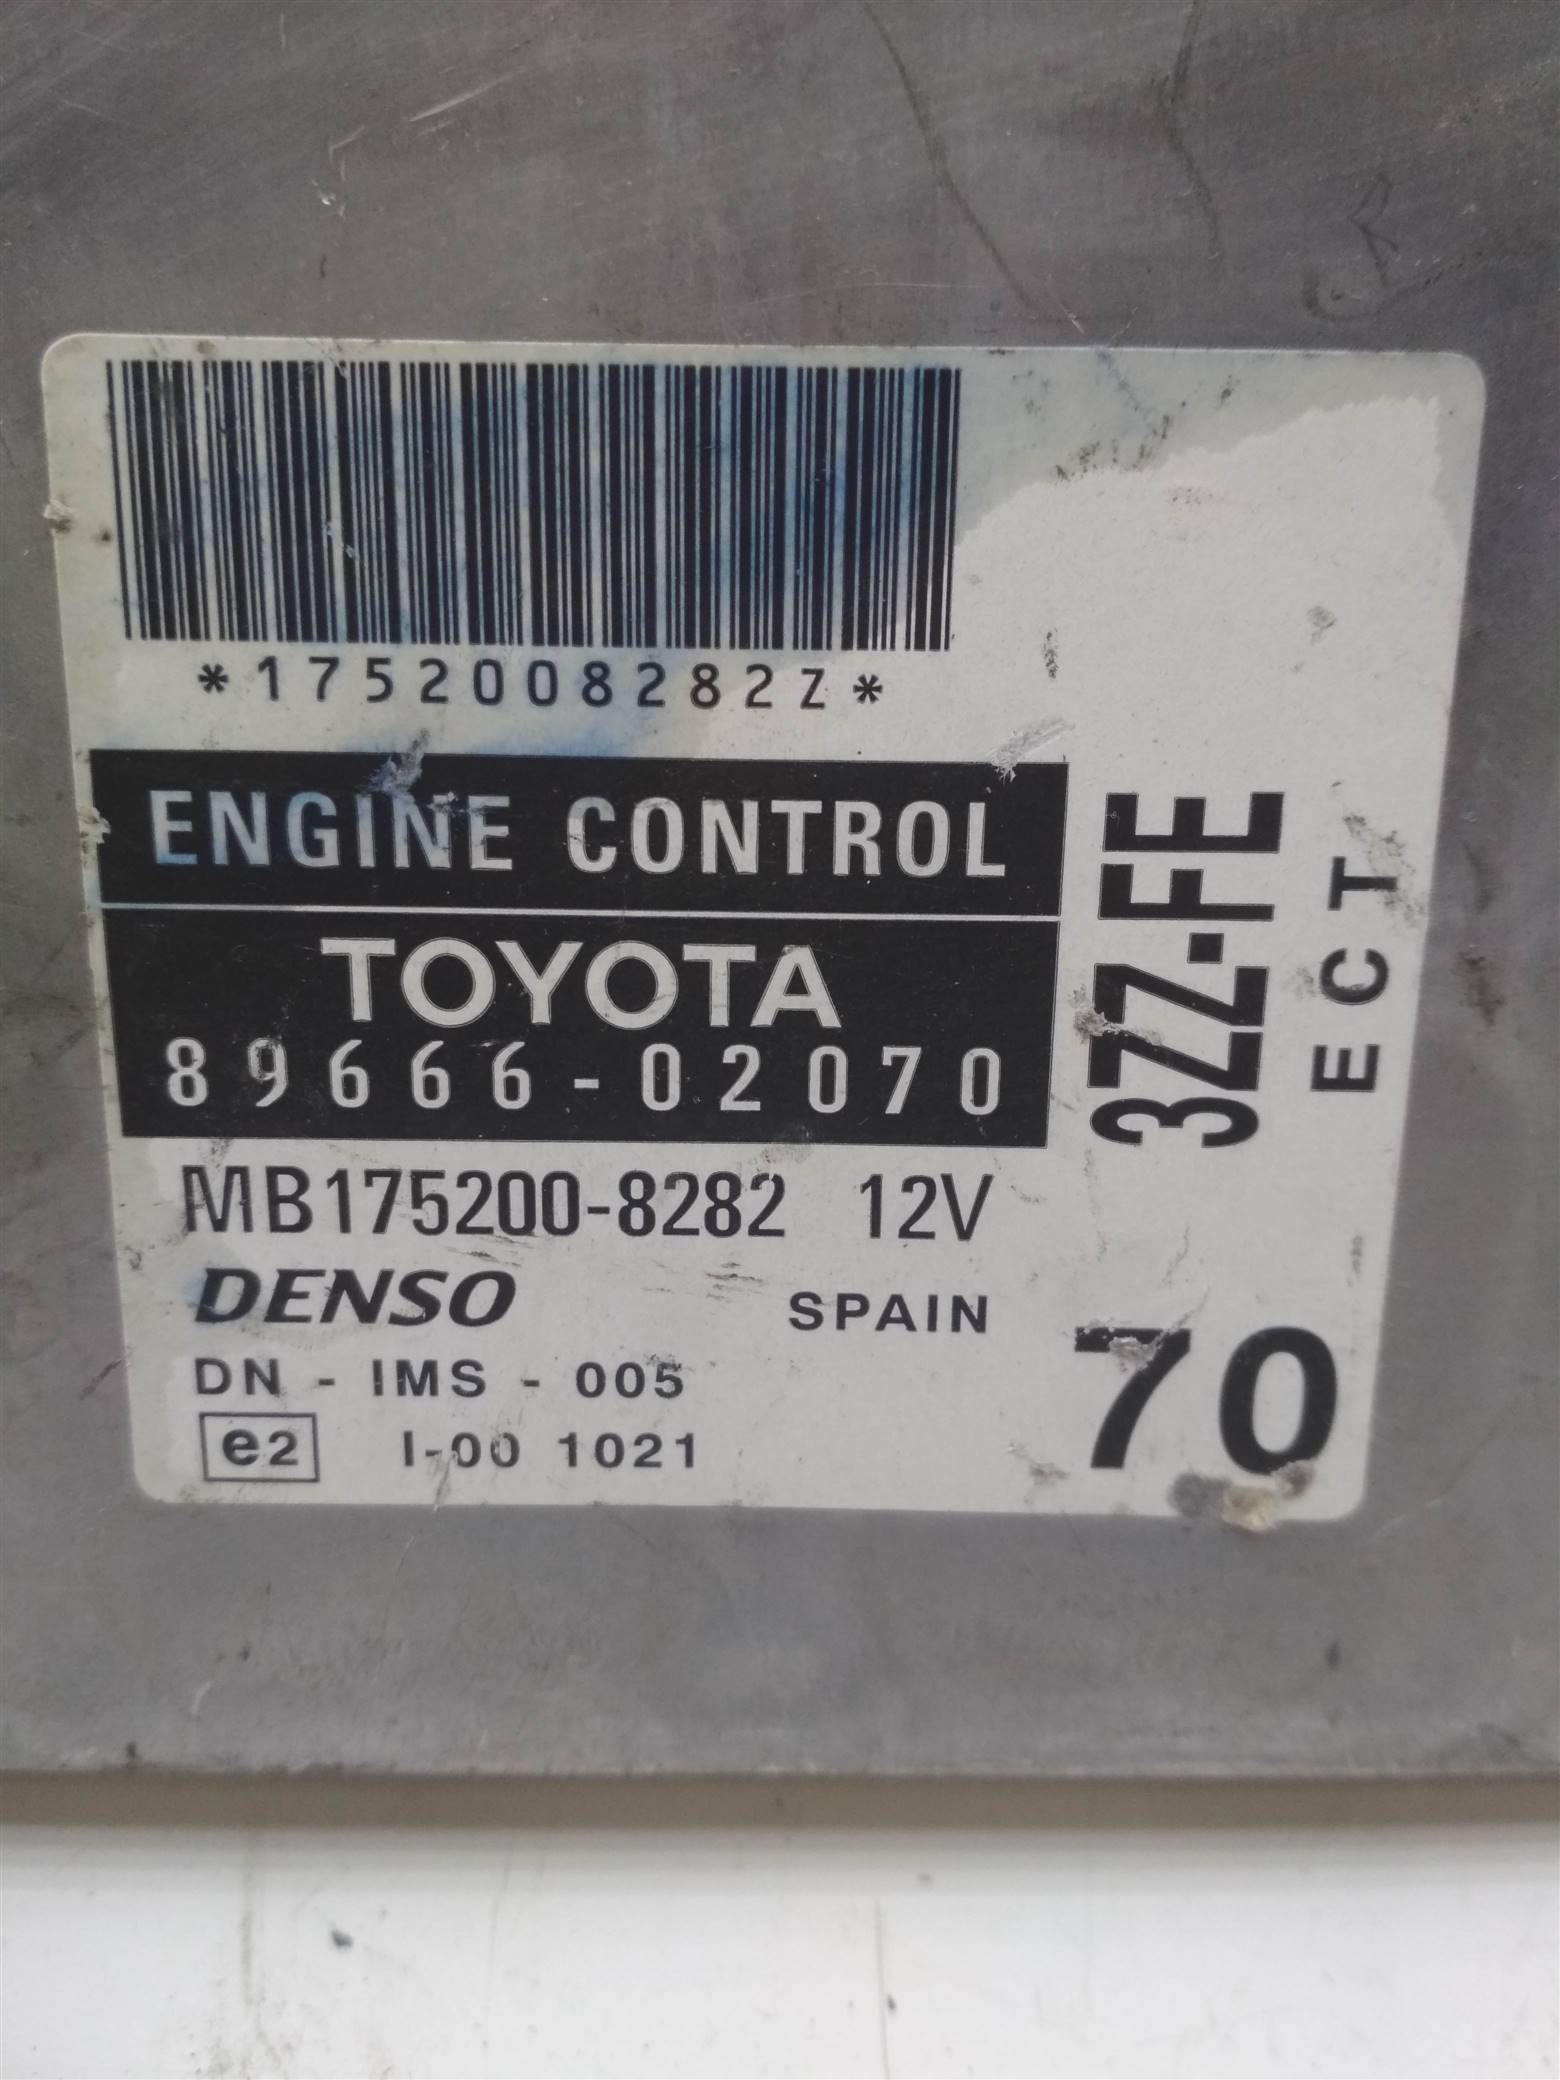 *1752008282Z*
ENGINE CONTROL
TOYOTA
89666-02070
MB175200-8282 12V
DENSO SPAIN
DN - IMS - 005
e2 I-00 1021
3ZZ-FE
ECT
70